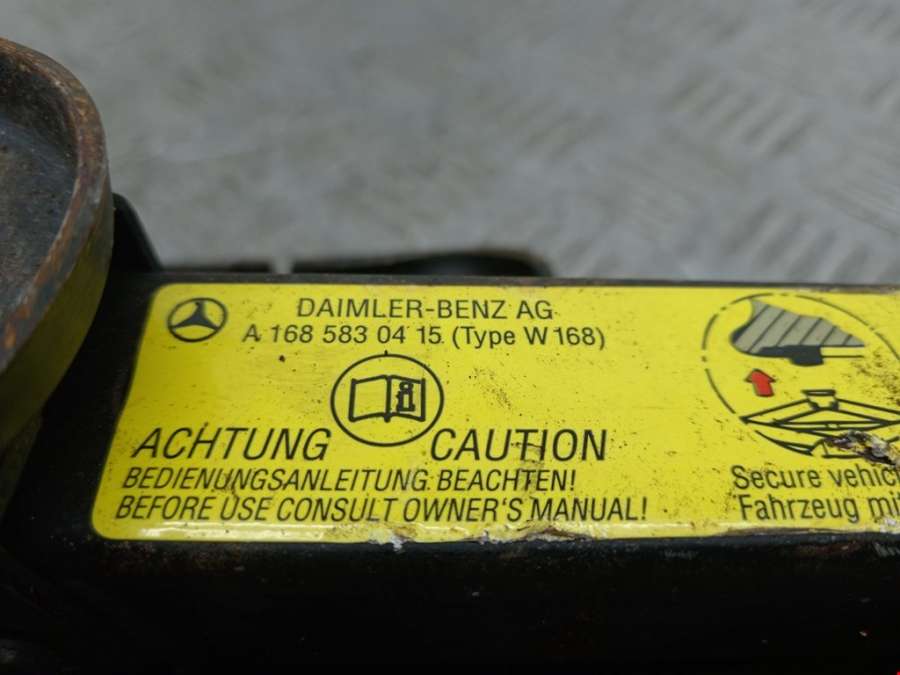 DAIMLER-BENZ AG
A 168 583 04 15 (Type W 168)
ACHTUNG CAUTION
BEDIENUNGSANLEITUNG BEACHTEN!
BEFORE USE CONSULT OWNER'S MANUAL!
Secure vehic
Fahrzeug mi